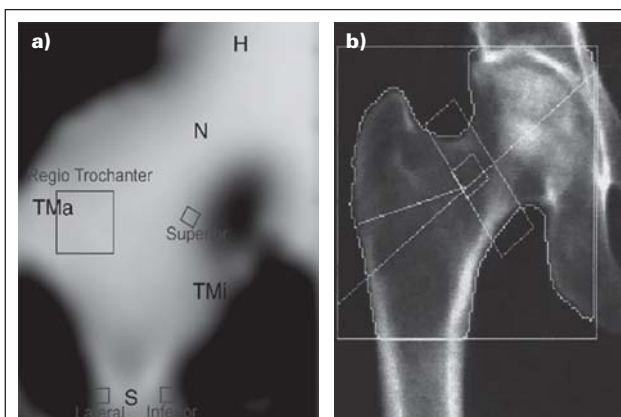 a)
H
N
Regio Trochanter
TMa
Superior
TMi
S
Lateral
Inferior
b)